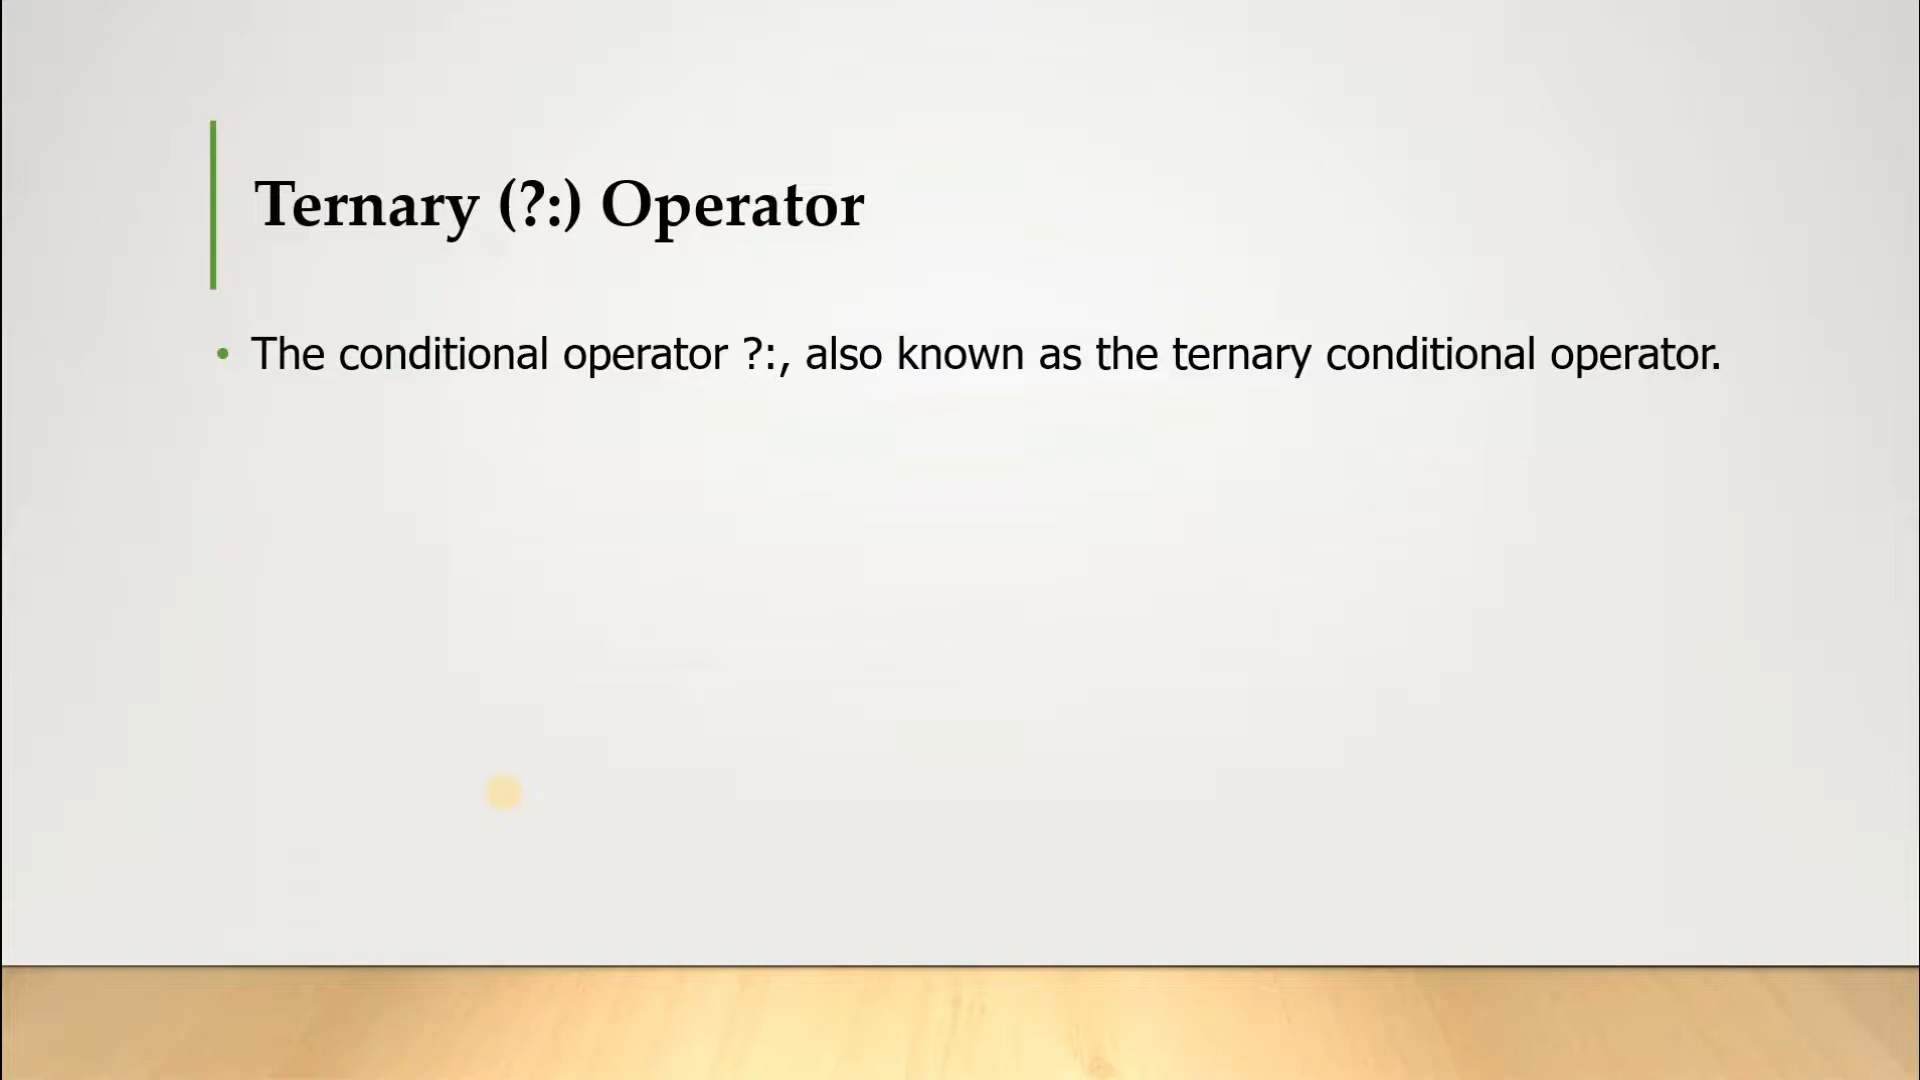 Ternary (?:) Operator
• The conditional operator ?:, also known as the ternary conditional operator.